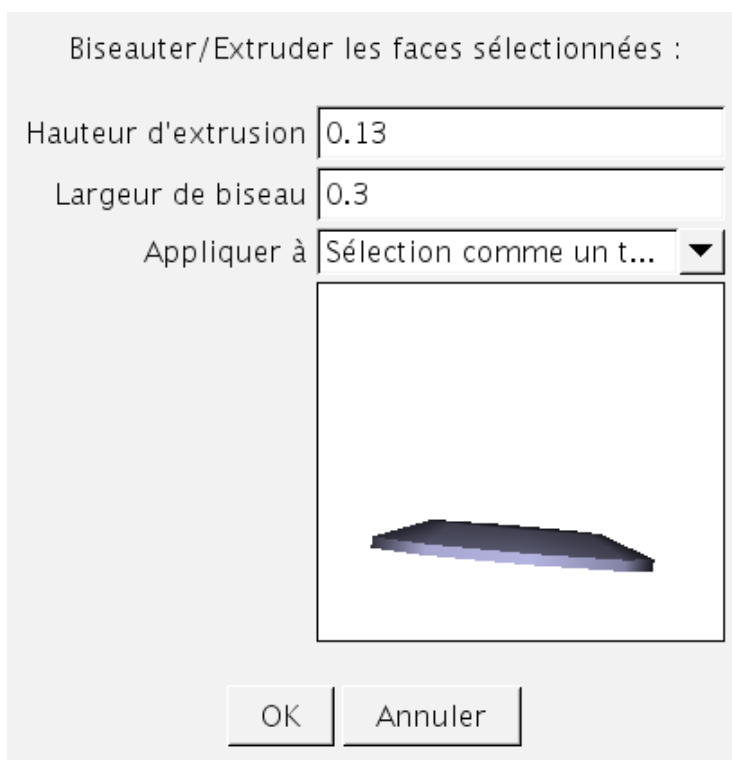 Biseauter/Extruder les faces sélectionnées :
Hauteur d'extrusion 0.13
Largeur de biseau 0.3
Appliquer à Sélection comme un t...
OK Annuler